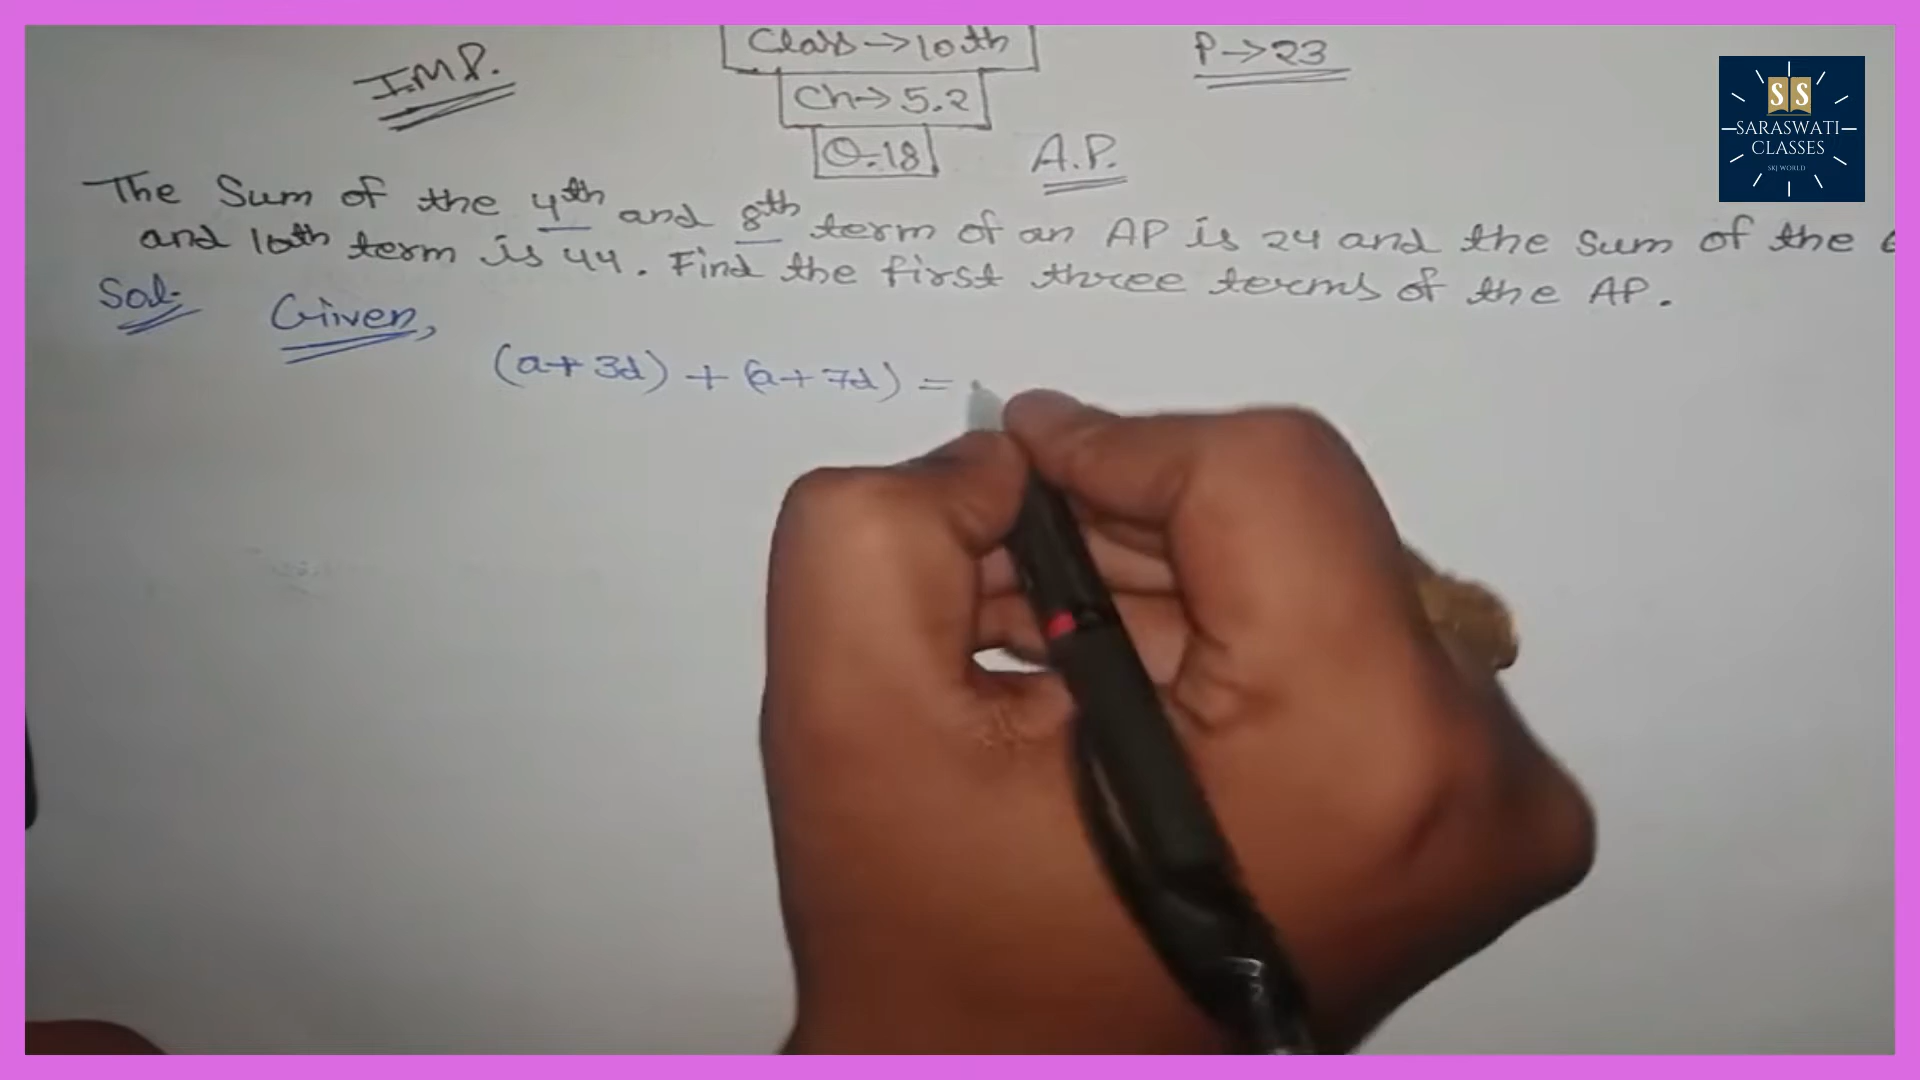 I.M.P.
Class → 10th
P → 23
Ch → 5.2
Q.18
A.P.
The Sum of the 4th and 8th term of an AP is 24 and the sum of the
and 10th term is 44. Find the first three terms of the AP.
Sol.
Given,
(a+3d) + (a+7d) =
SS
SARASWATI
CLASSES
SKJ WORLD